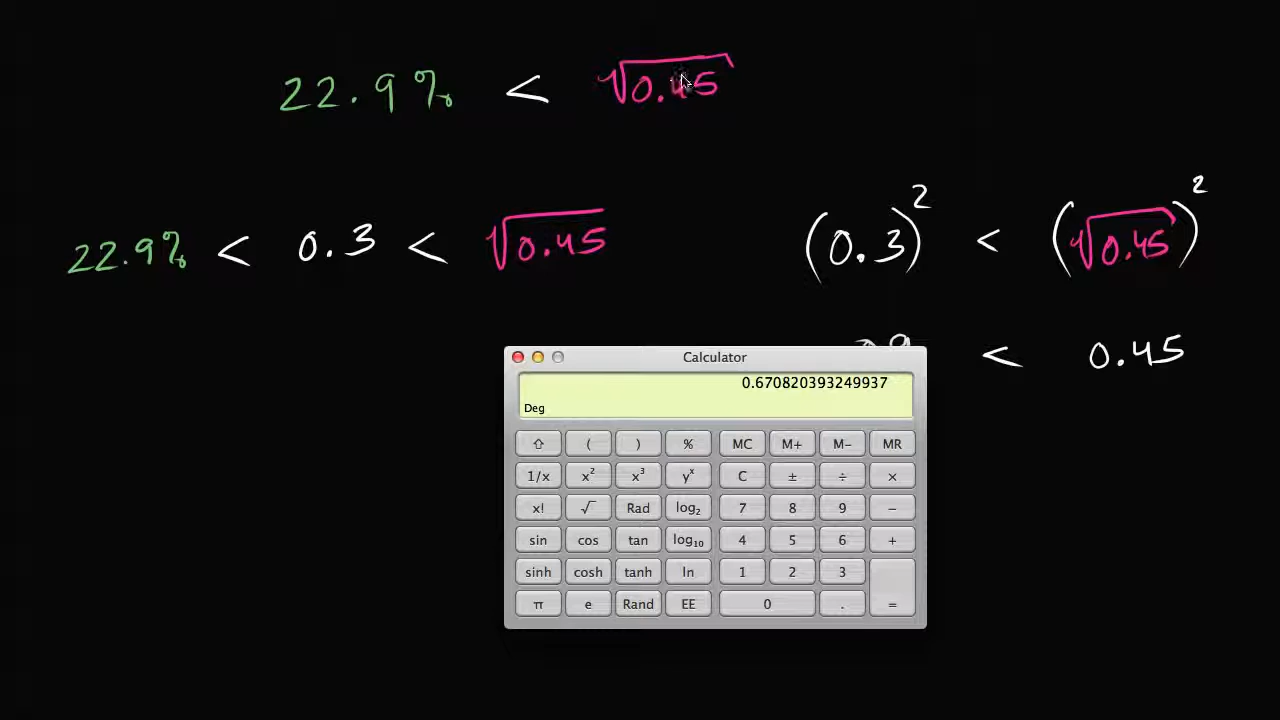 22.9% < √0.45
22.9% < 0.3 < √0.45
(0.3)² < (√0.45)²
09 < 0.45
Calculator
0.670820393249937
Deg
⇧ ( ) % MC M+ M- MR
1/x x² x³ yˣ C ± ÷ ×
x! √ Rad log₂ 7 8 9 −
sin cos tan log₁₀ 4 5 6 +
sinh cosh tanh ln 1 2 3
π e Rand EE 0 . =